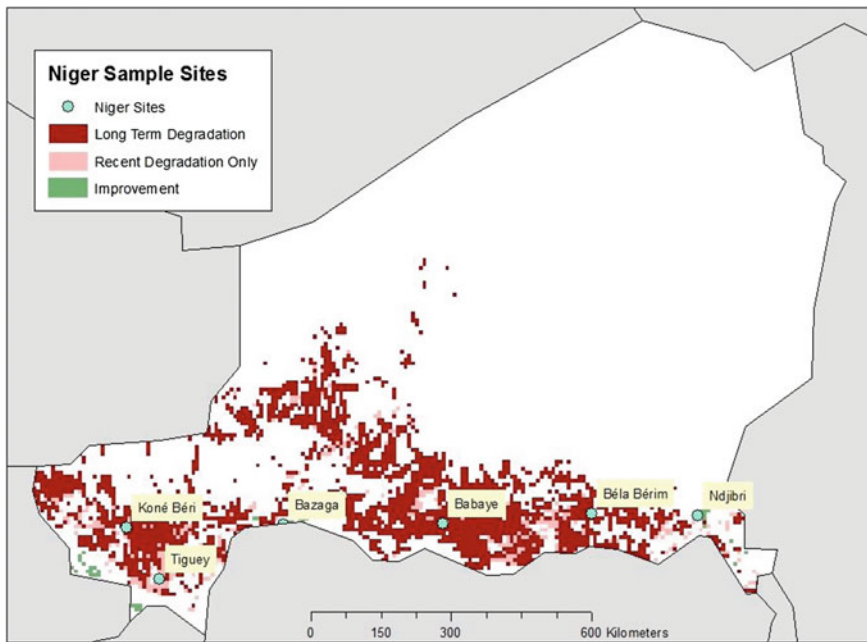 Niger Sample Sites
Niger Sites
Long Term Degradation
Recent Degradation Only
Improvement
Koné Béri
Bazaga
Babaye
Béla Bérim
Ndjibri
Tiguey
0 150 300 600 Kilometers